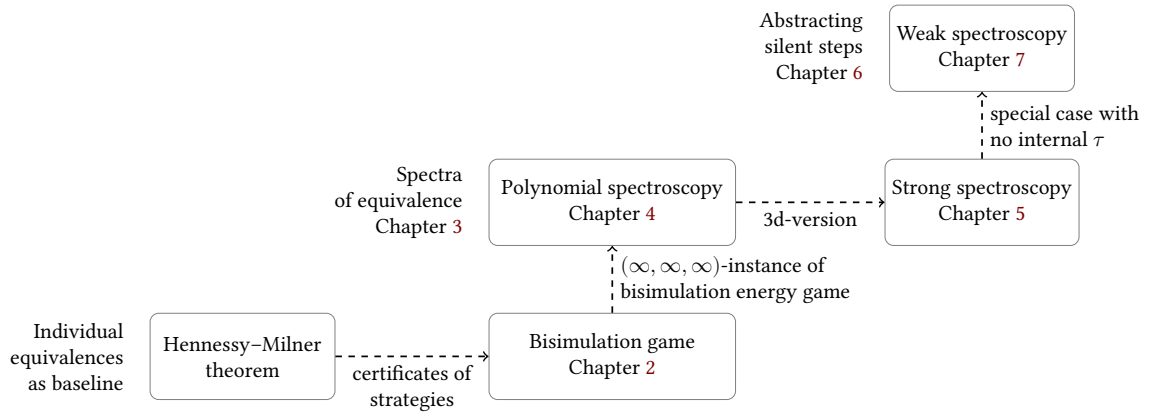 Abstracting
silent steps
Chapter 6
Weak spectroscopy
Chapter 7
special case with
no internal τ
Spectra
of equivalence
Chapter 3
Polynomial spectroscopy
Chapter 4
3d-version
Strong spectroscopy
Chapter 5
(∞, ∞, ∞)-instance of
bisimulation energy game
Individual
equivalences
as baseline
Hennessy–Milner
theorem
certificates of
strategies
Bisimulation game
Chapter 2